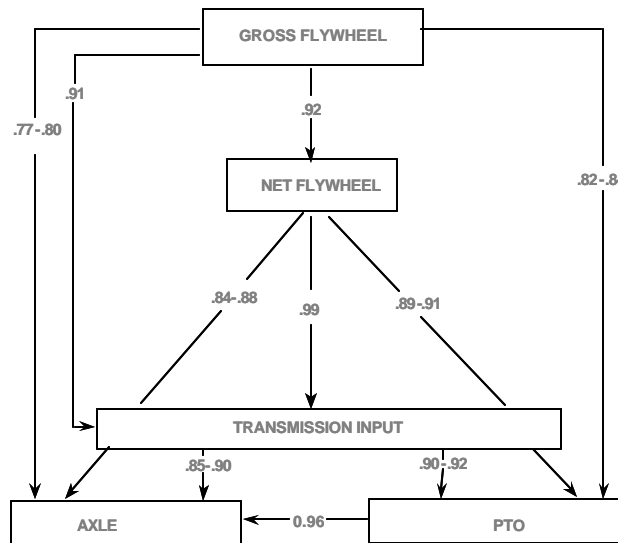 GROSS FLYWHEEL
.91
.92
.77-.80
NET FLYWHEEL
.82-.84
.84-.88
.99
.89-.91
TRANSMISSION INPUT
.85-.90
.90-.92
AXLE
0.96
PTO